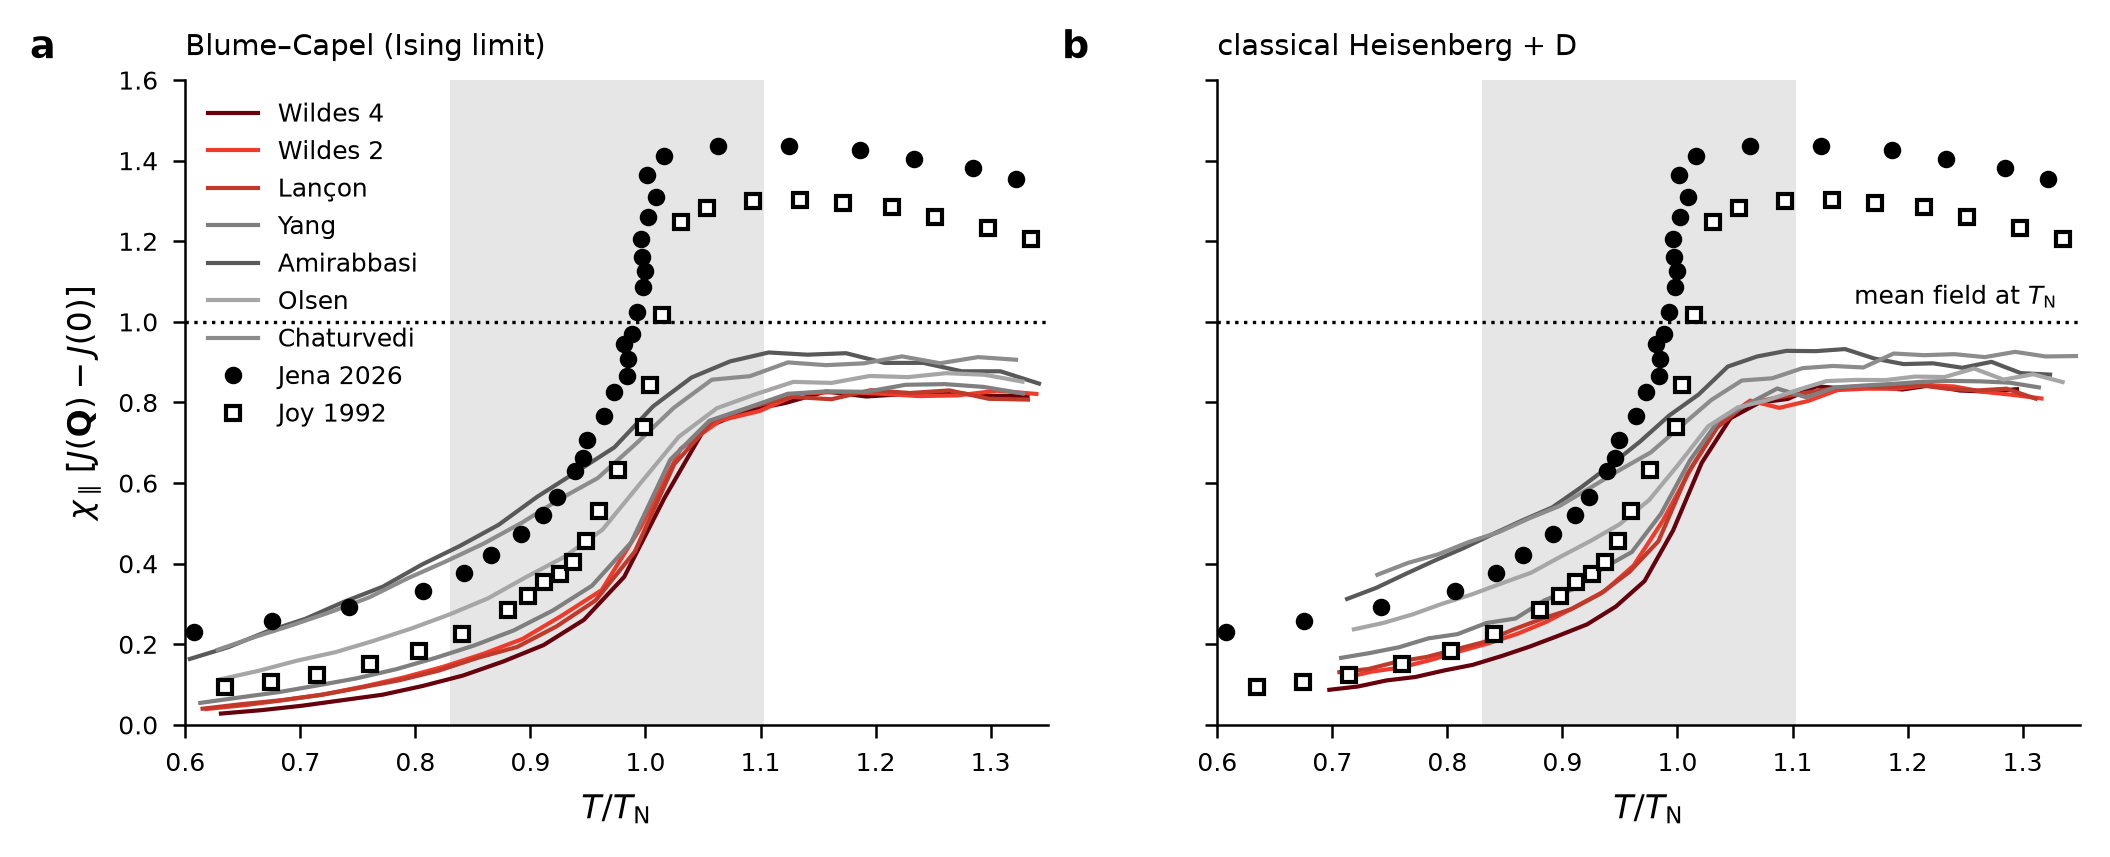 a
Blume–Capel (Ising limit)
1.6
1.4
1.2
1.0
0.8
0.6
0.4
0.2
0.0
χ∥ [J(Q) − J(0)]
Wildes 4
Wildes 2
Lançon
Yang
Amirabbasi
Olsen
Chaturvedi
Jena 2026
Joy 1992
0.6 0.7 0.8 0.9 1.0 1.1 1.2 1.3
T/TN
b
classical Heisenberg + D
mean field at TN
0.6 0.7 0.8 0.9 1.0 1.1 1.2 1.3
T/TN